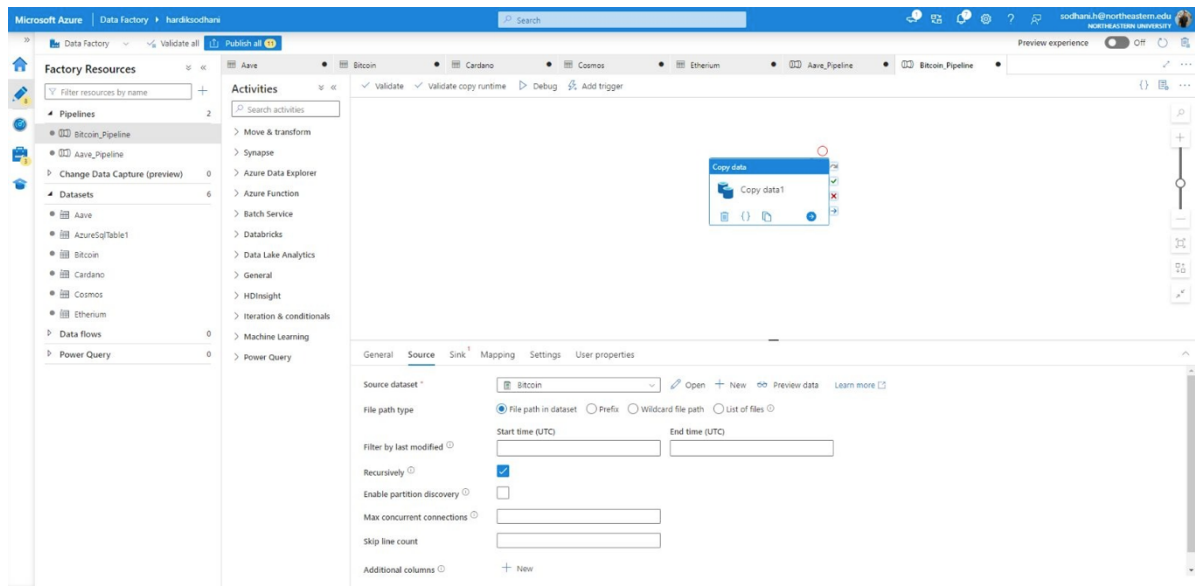 Microsoft Azure | Data Factory ▸ hardiksodhani
Search
sodhani.h@northeastern.edu
NORTHEASTERN UNIVERSITY
Data Factory
Validate all
Publish all 11
Preview experience
Off
Factory Resources
Filter resources by name
Pipelines 2
Bitcoin_Pipeline
Aave_Pipeline
Change Data Capture (preview) 0
Datasets 6
Aave
AzureSqlTable1
Bitcoin
Cardano
Cosmos
Etherium
Data flows 0
Power Query 0
Aave
Bitcoin
Cardano
Cosmos
Etherium
Aave_Pipeline
Bitcoin_Pipeline
Activities
Search activities
Move & transform
Synapse
Azure Data Explorer
Azure Function
Batch Service
Databricks
Data Lake Analytics
General
HDInsight
Iteration & conditionals
Machine Learning
Power Query
Validate
Validate copy runtime
Debug
Add trigger
Copy data
Copy data1
General Source Sink 1 Mapping Settings User properties
Source dataset *
Bitcoin
Open
New
Preview data
Learn more
File path type
File path in dataset
Prefix
Wildcard file path
List of files
Start time (UTC)
End time (UTC)
Filter by last modified
Recursively
Enable partition discovery
Max concurrent connections
Skip line count
Additional columns
New